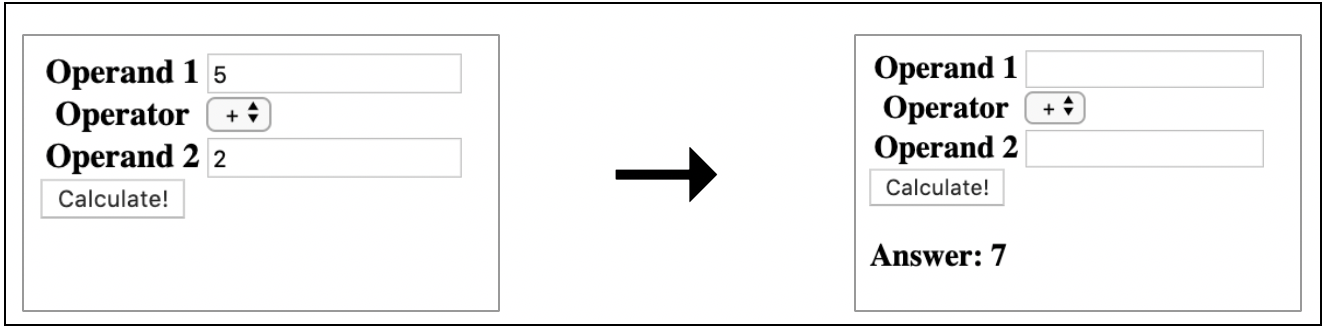 Operand 1 5
Operator +
Operand 2 2
Calculate!
Operand 1
Operator +
Operand 2
Calculate!
Answer: 7